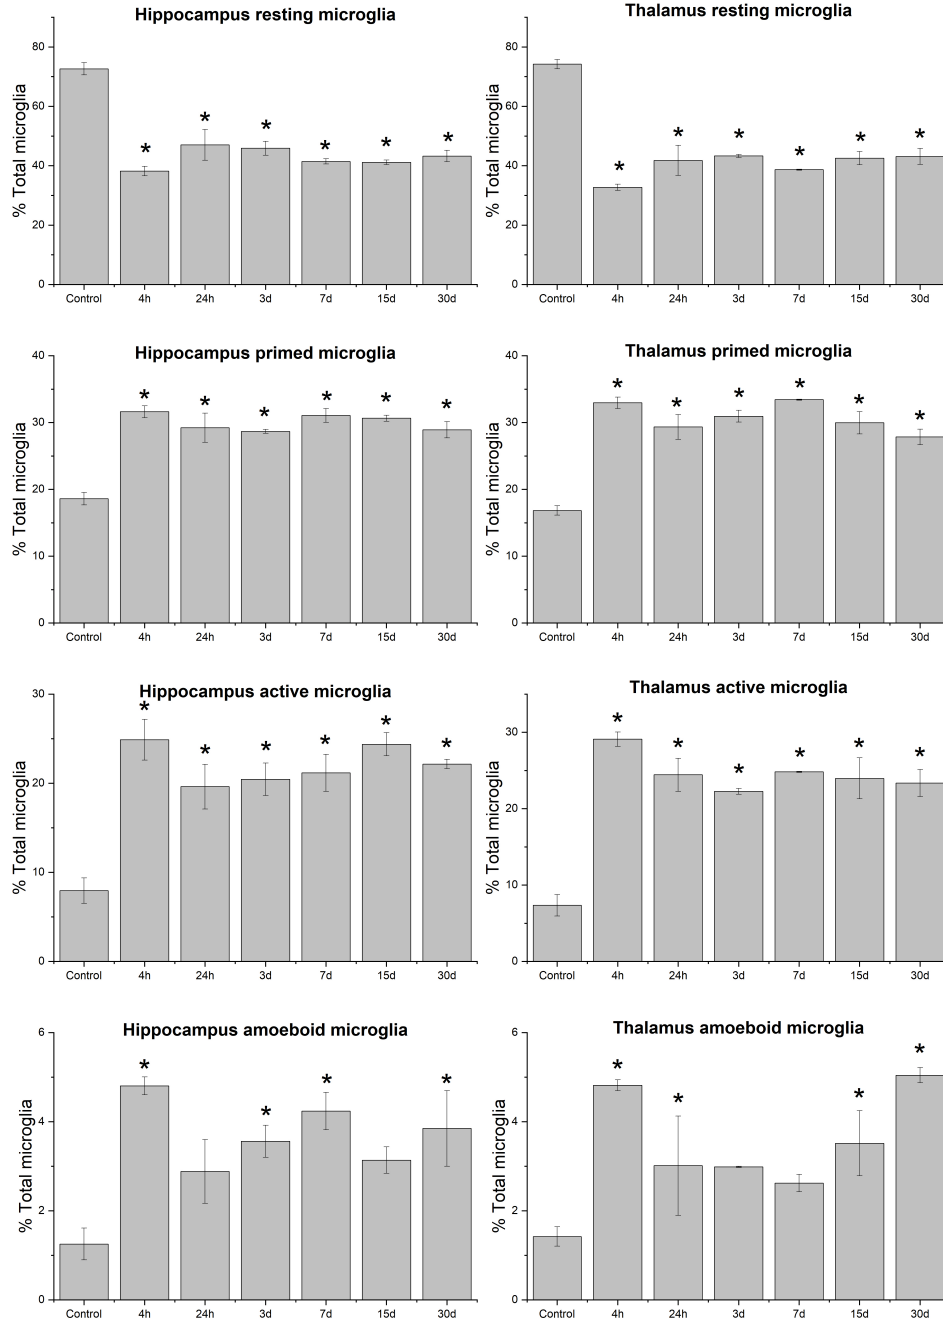 Hippocampus resting microglia
% Total microglia
80
60
40
20
0
* * * * * *
Control 4h 24h 3d 7d 15d 30d
Thalamus resting microglia
% Total microglia
80
60
40
20
0
* * * * * *
Control 4h 24h 3d 7d 15d 30d
Hippocampus primed microglia
% Total microglia
40
30
20
10
0
* * * * * *
Control 4h 24h 3d 7d 15d 30d
Thalamus primed microglia
% Total microglia
40
30
20
10
0
* * * * * *
Control 4h 24h 3d 7d 15d 30d
Hippocampus active microglia
% Total microglia
30
20
10
0
* * * * * *
Control 4h 24h 3d 7d 15d 30d
Thalamus active microglia
% Total microglia
30
20
10
0
* * * * * *
Control 4h 24h 3d 7d 15d 30d
Hippocampus amoeboid microglia
% Total microglia
6
4
2
0
* * * *
Control 4h 24h 3d 7d 15d 30d
Thalamus amoeboid microglia
% Total microglia
6
4
2
0
* * * *
Control 4h 24h 3d 7d 15d 30d